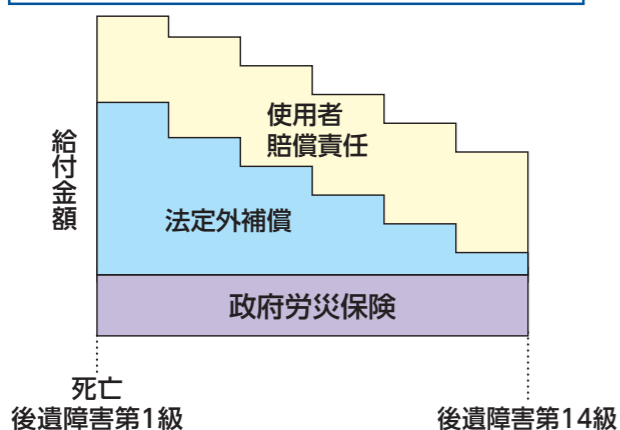 給付金額
使用者
賠償責任
法定外補償
政府労災保険
死亡
後遺障害第1級
後遺障害第14級